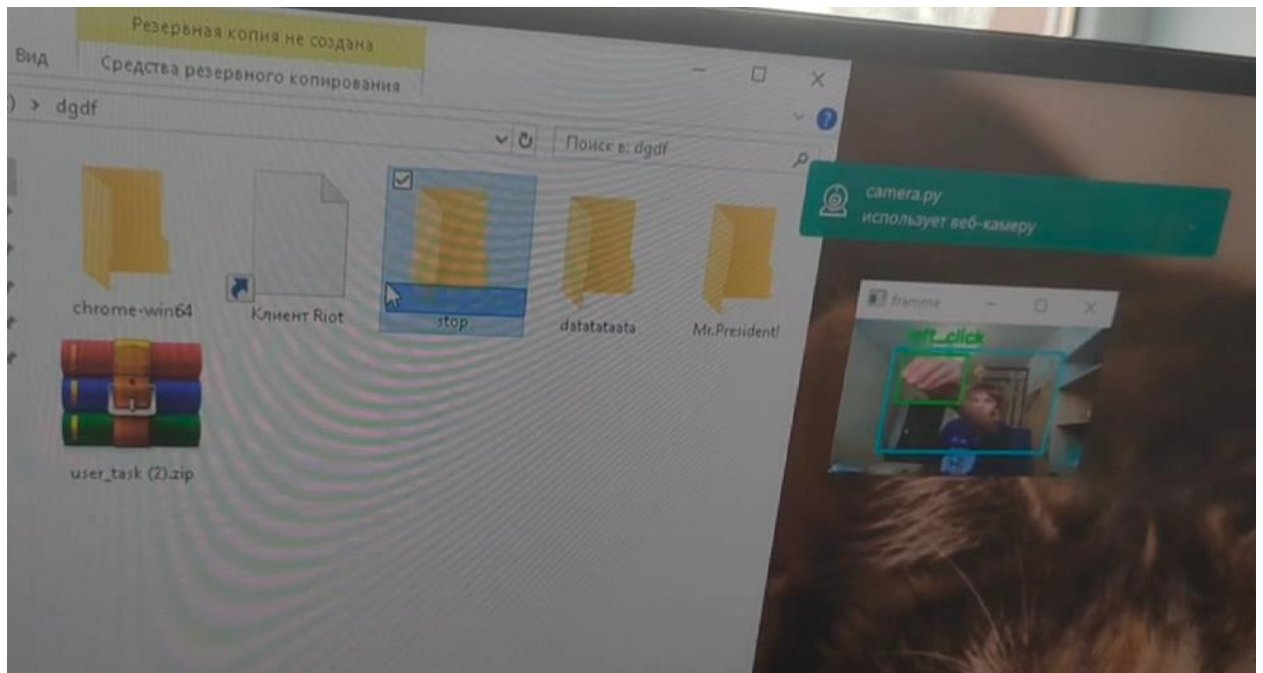 Резервная копия не создана
Вид
Средства резервного копирования
dgdf
Поиск в: dgdf
camera.py
использует веб-камеру
framme
left_click
chrome-win64
Клиент Riot
stop
datatataata
Mr.President!
user_task (2).zip